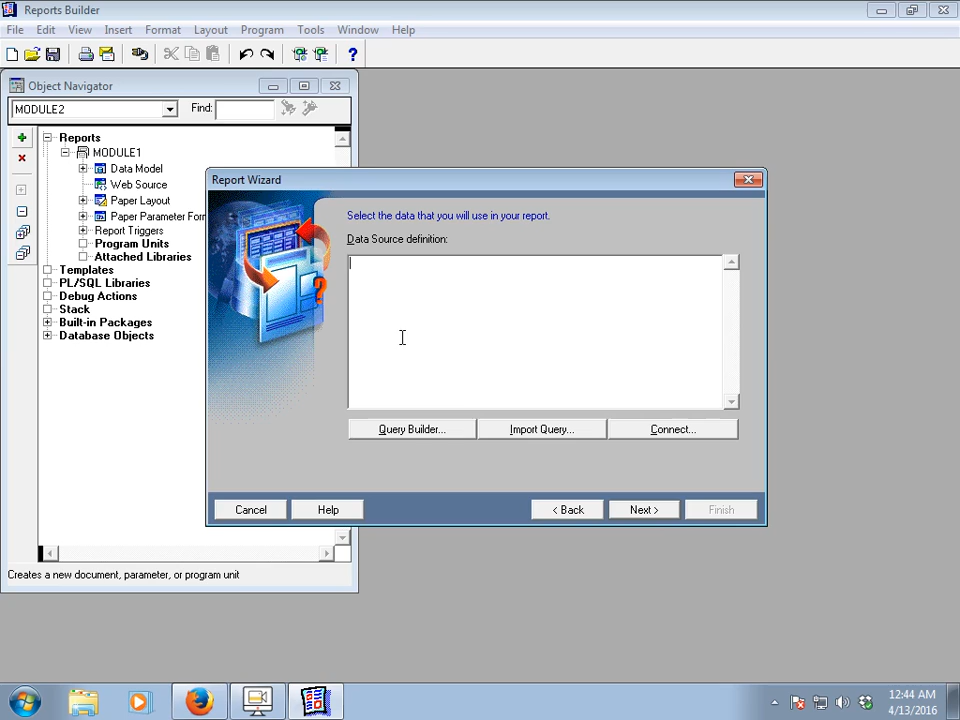 Reports Builder
File Edit View Insert Format Layout Program Tools Window Help
Object Navigator
MODULE2 Find:
Reports
MODULE1
Data Model
Web Source
Paper Layout
Paper Parameter For
Report Triggers
Program Units
Attached Libraries
Templates
PL/SQL Libraries
Debug Actions
Stack
Built-in Packages
Database Objects
Creates a new document, parameter, or program unit
Report Wizard
Select the data that you will use in your report.
Data Source definition:
Query Builder... Import Query... Connect...
Cancel Help < Back Next > Finish
12:44 AM
4/13/2016